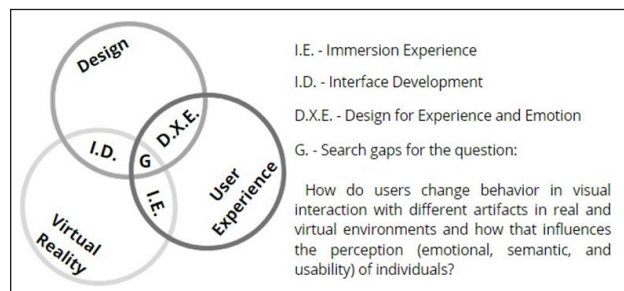 Design
I.D.
D.X.E.
G
I.E.
User
Experience
Virtual
Reality
I.E. - Immersion Experience
I.D. - Interface Development
D.X.E. - Design for Experience and Emotion
G. - Search gaps for the question:
How do users change behavior in visual
interaction with different artifacts in real and
virtual environments and how that influences
the perception (emotional, semantic, and
usability) of individuals?